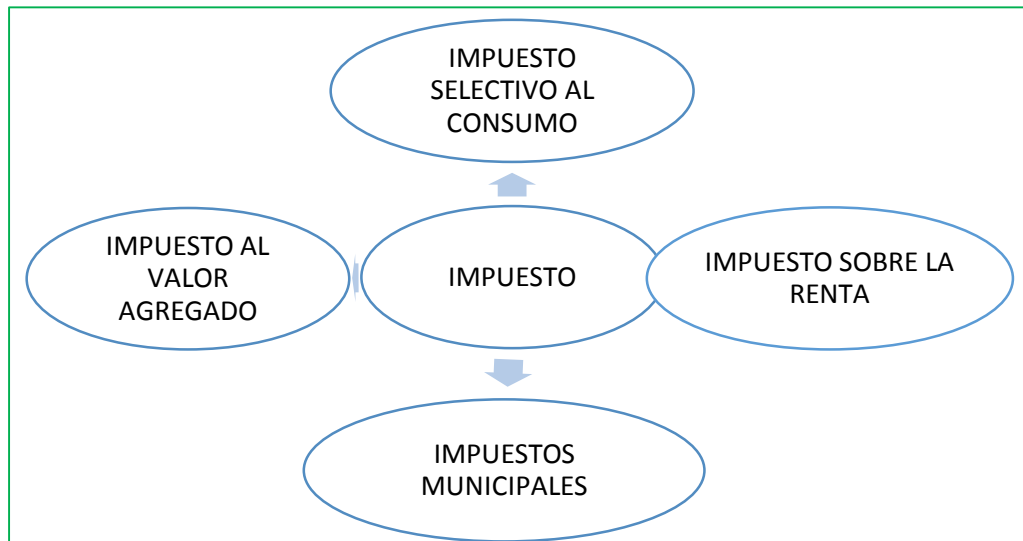 IMPUESTO
SELECTIVO AL
CONSUMO
IMPUESTO AL
VALOR
AGREGADO
IMPUESTO
IMPUESTO SOBRE LA
RENTA
IMPUESTOS
MUNICIPALES